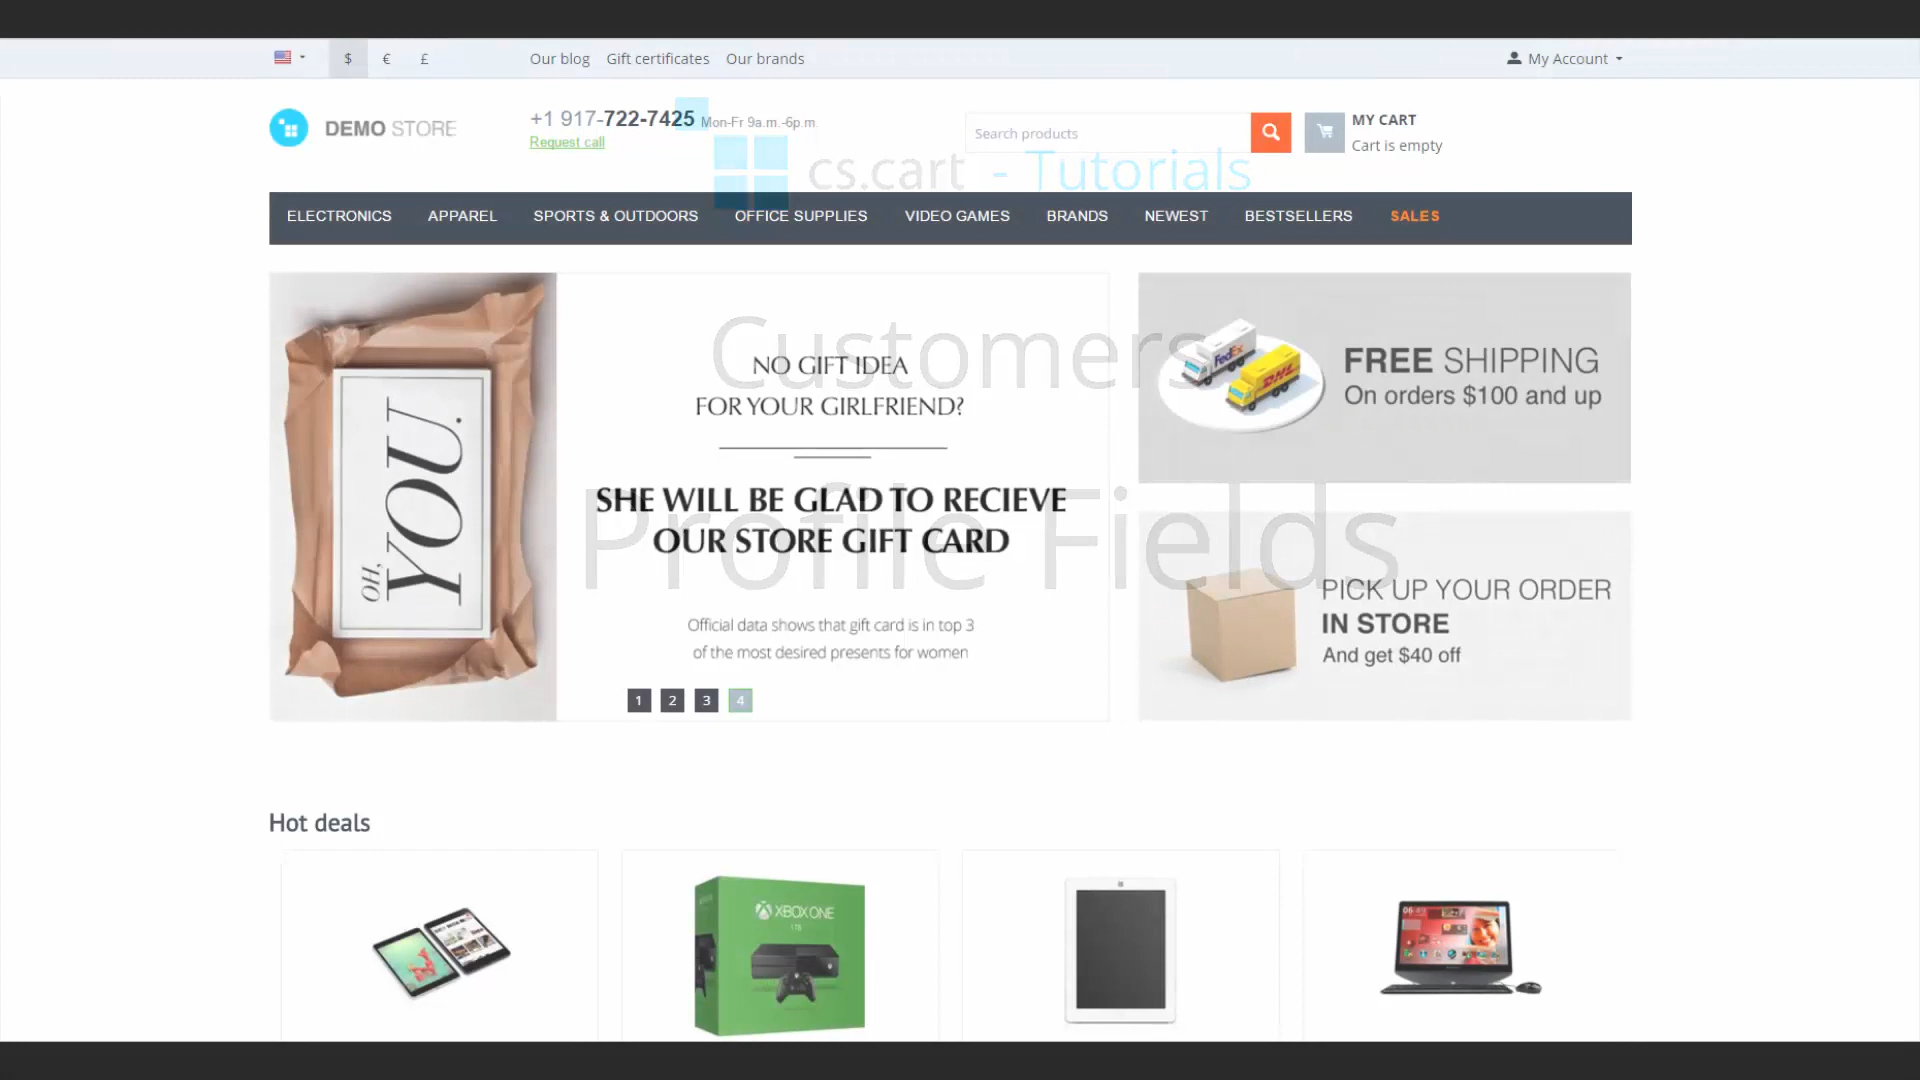 $ € £ Our blog Gift certificates Our brands My Account
DEMO STORE
+1 917-722-7425 Mon-Fr 9a.m.-6p.m.
Request call
Search products
MY CART
Cart is empty
cs.cart - Tutorials
ELECTRONICS APPAREL SPORTS & OUTDOORS OFFICE SUPPLIES VIDEO GAMES BRANDS NEWEST BESTSELLERS SALES
Customers
Profile Fields
OH,
YOU.
NO GIFT IDEA
FOR YOUR GIRLFRIEND?
SHE WILL BE GLAD TO RECIEVE
OUR STORE GIFT CARD
Official data shows that gift card is in top 3
of the most desired presents for women
1 2 3 4
FedEx
DHL
FREE SHIPPING
On orders $100 and up
PICK UP YOUR ORDER
IN STORE
And get $40 off
Hot deals
XBOX ONE
1TB